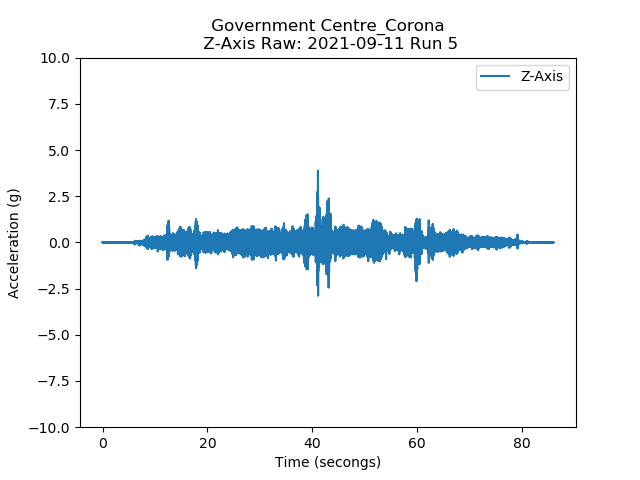 Government Centre_Corona
Z-Axis Raw: 2021-09-11 Run 5
Z-Axis
10.0
7.5
5.0
2.5
0.0
−2.5
−5.0
−7.5
−10.0
Acceleration (g)
0 20 40 60 80
Time (secongs)